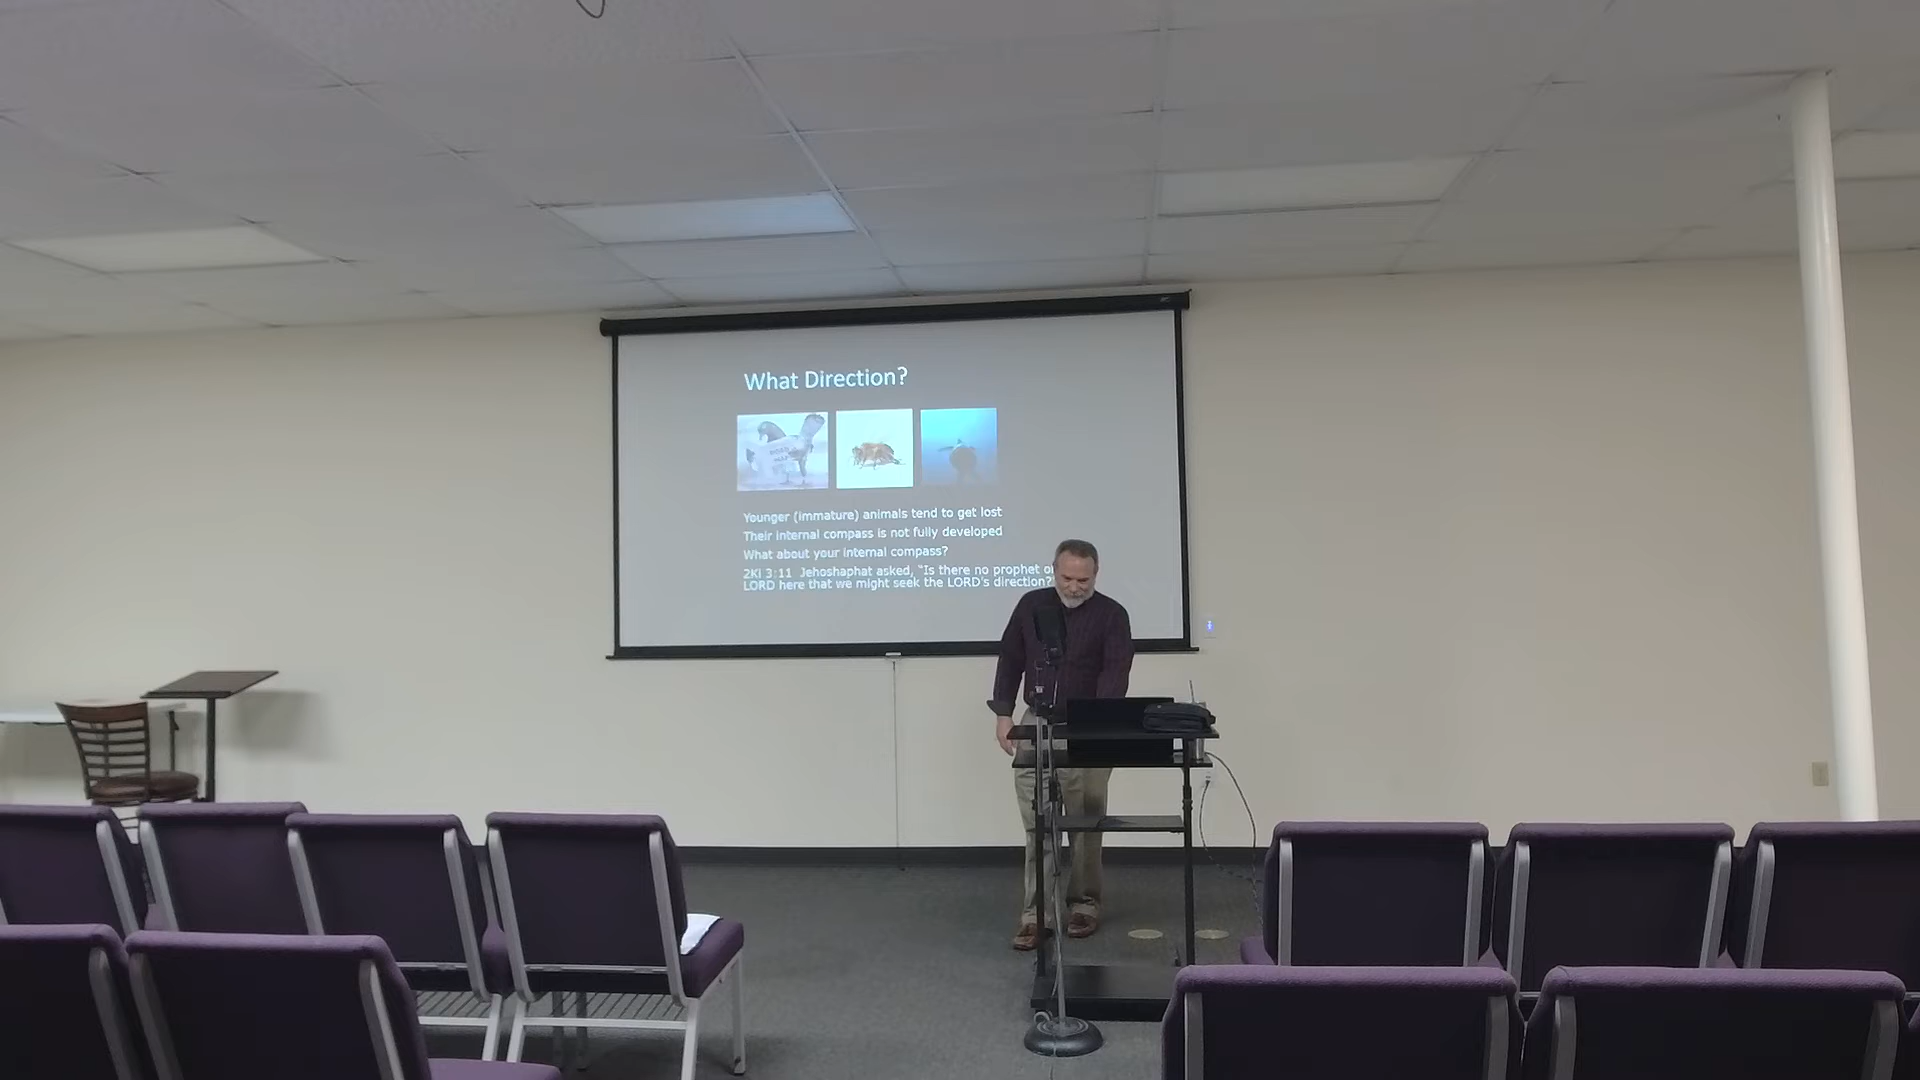 What Direction?
ROAD
MAP
Younger (immature) animals tend to get lost
Their internal compass is not fully developed
What about your internal compass?
2Ki 3:11 Jehoshaphat asked, "Is there no prophet
LORD here that we might seek the LORD's direction?